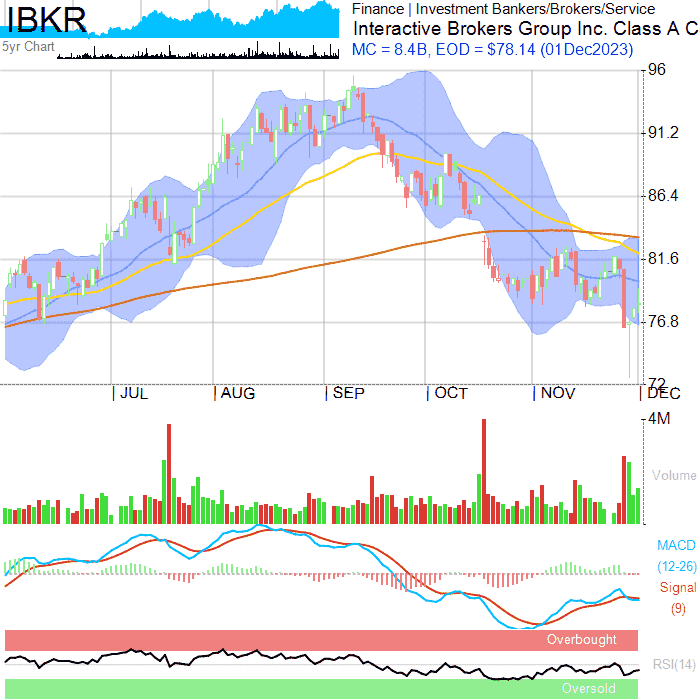 IBKR
5yr Chart
Finance | Investment Bankers/Brokers/Service
Interactive Brokers Group Inc. Class A C
MC = 8.4B, EOD = $78.14 (01Dec2023)
96
91.2
86.4
81.6
76.8
72
JUL AUG SEP OCT NOV DEC
4M
Volume
MACD
(12-26)
Signal
(9)
Overbought
RSI(14)
Oversold